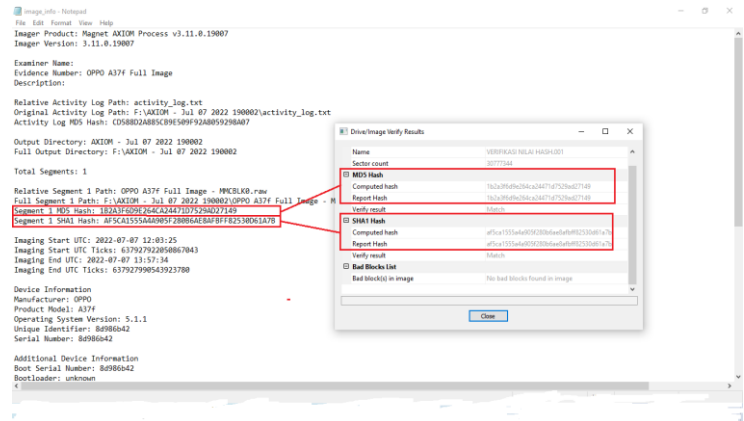 image_info - Notepad
File Edit Format View Help
Imager Product: Magnet AXIOM Process v3.11.0.19007
Imager Version: 3.11.0.19007
Examiner Name:
Evidence Number: OPPO A37f Full Image
Description:
Relative Activity Log Path: activity_log.txt
Original Activity Log Path: F:\AXIOM - Jul 07 2022 190002\activity_log.txt
Activity Log MD5 Hash:
Output Directory: AXIOM - Jul 07 2022 190002
Full Output Directory: F:\AXIOM - Jul 07 2022 190002
Total Segments: 1
Relative Segment 1 Path: OPPO A37f Full Image - MMCBLK0.raw
Full Segment 1 Path: F:\AXIOM - Jul 07 2022 190002\OPPO A37f Full Image - M
Segment 1 MD5 Hash: 1B2A3F6D9E264CA24471D7529AD27149
Segment 1 SHA1 Hash:
Imaging Start UTC: 2022-07-07 12:03:25
Imaging Start UTC Ticks: 637927922050867043
Imaging End UTC: 2022-07-07 13:57:34
Imaging End UTC Ticks: 637927990543923780
Device Information
Manufacturer: OPPO
Product Model: A37f
Operating System Version: 5.1.1
Unique Identifier: 8d986b42
Serial Number: 8d986b42
Additional Device Information
Boot Serial Number: 8d986b42
Bootloader: unknown
Drive/Image Verify Results
Name VERIFIKASI NILAI HASH.001
Sector count 30777344
MD5 Hash
Computed hash
Report Hash
Verify result Match
SHA1 Hash
Computed hash
Report Hash
Verify result Match
Bad Blocks List
Bad block(s) in image No bad blocks found in image
Close